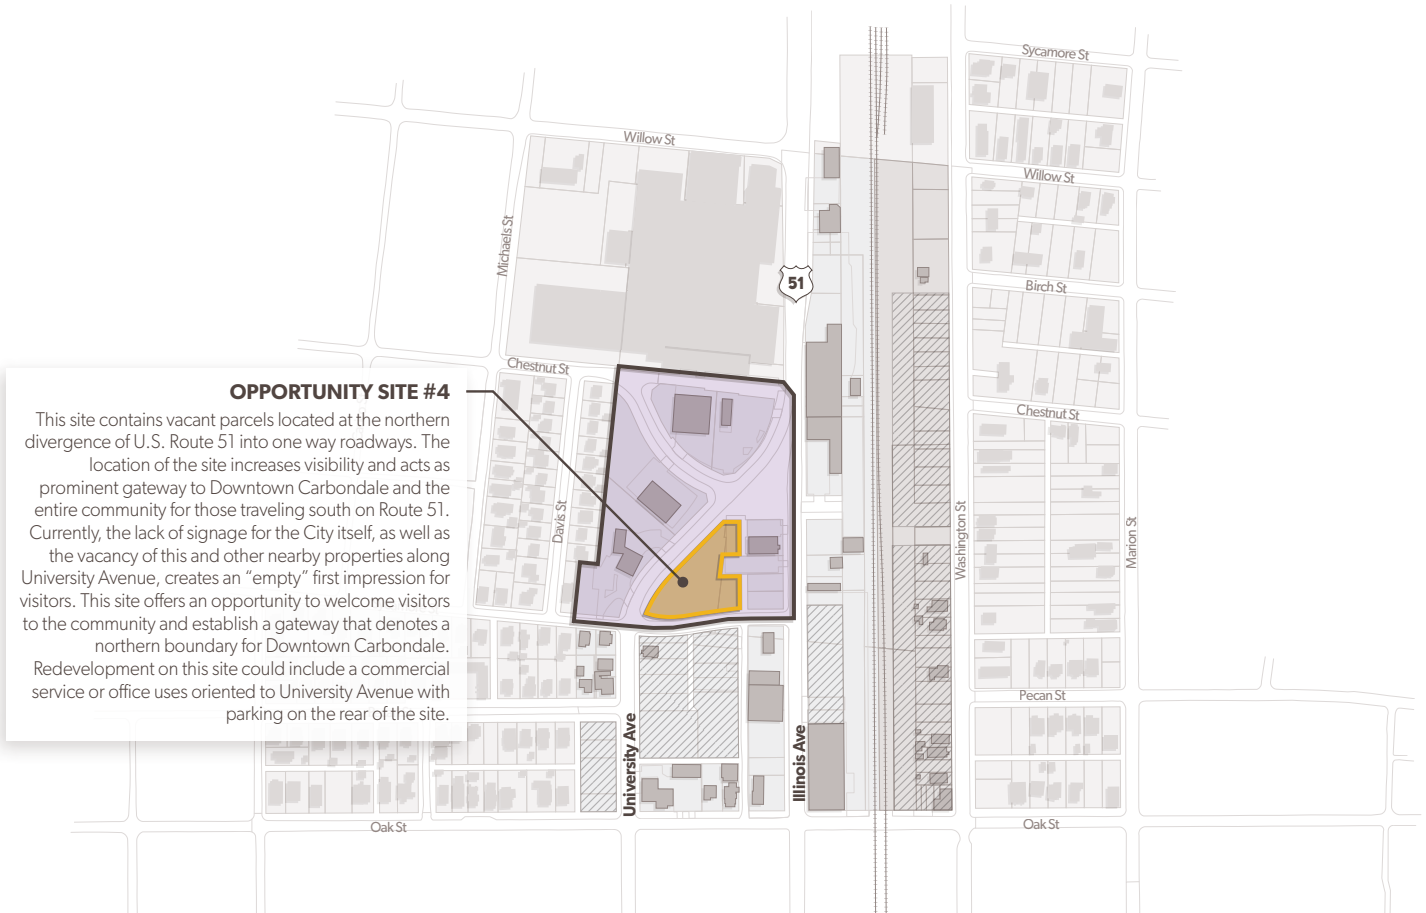 Sycamore St
Willow St
Willow St
Michaels St
51
Birch St
Chestnut St
OPPORTUNITY SITE #4
This site contains vacant parcels located at the northern
divergence of U.S. Route 51 into one way roadways. The
location of the site increases visibility and acts as
prominent gateway to Downtown Carbondale and the
entire community for those traveling south on Route 51.
Currently, the lack of signage for the City itself, as well as
the vacancy of this and other nearby properties along
University Avenue, creates an “empty” first impression for
visitors. This site offers an opportunity to welcome visitors
to the community and establish a gateway that denotes a
northern boundary for Downtown Carbondale.
Redevelopment on this site could include a commercial
service or office uses oriented to University Avenue with
parking on the rear of the site.
Chestnut St
Davis St
Washington St
Marion St
Pecan St
University Ave
Illinois Ave
Oak St
Oak St